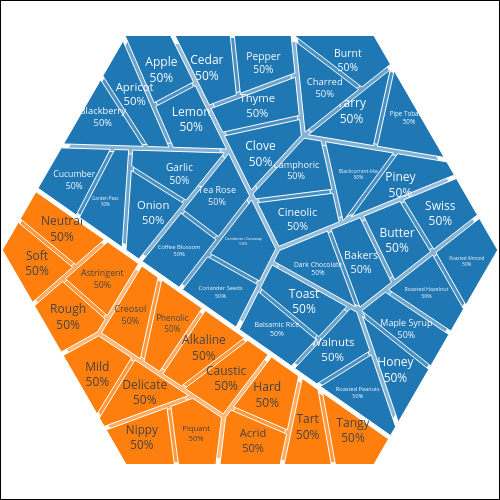 Apple
50%
Cedar
50%
Pepper
50%
Burnt
50%
Apricot
50%
Charred
50%
Blackberry
50%
Lemon
50%
Thyme
50%
Tarry
50%
Pipe Toba
50%
Clove
50%
Camphoric
50%
Blackcurrant-like
50%
Piney
50%
Cucumber
50%
Garlic
50%
Garden Peas
50%
Tea Rose
50%
Onion
50%
Cineolic
50%
Swiss
50%
Neutral
50%
Coffee Blossom
50%
50%
Butter
50%
Soft
50%
Astringent
50%
Coriander Seeds
50%
Dark Chocolate
50%
Bakers
50%
Roasted Almond
50%
Rough
50%
Creosol
50%
Phenolic
50%
Toast
50%
Roasted Hazelnut
50%
Balsamic Rice
50%
Maple Syrup
50%
Alkaline
50%
Walnuts
50%
Mild
50%
Caustic
50%
Honey
50%
Delicate
50%
Hard
50%
Roasted Peanuts
50%
Nippy
50%
Piquant
50%
Acrid
50%
Tart
50%
Tangy
50%